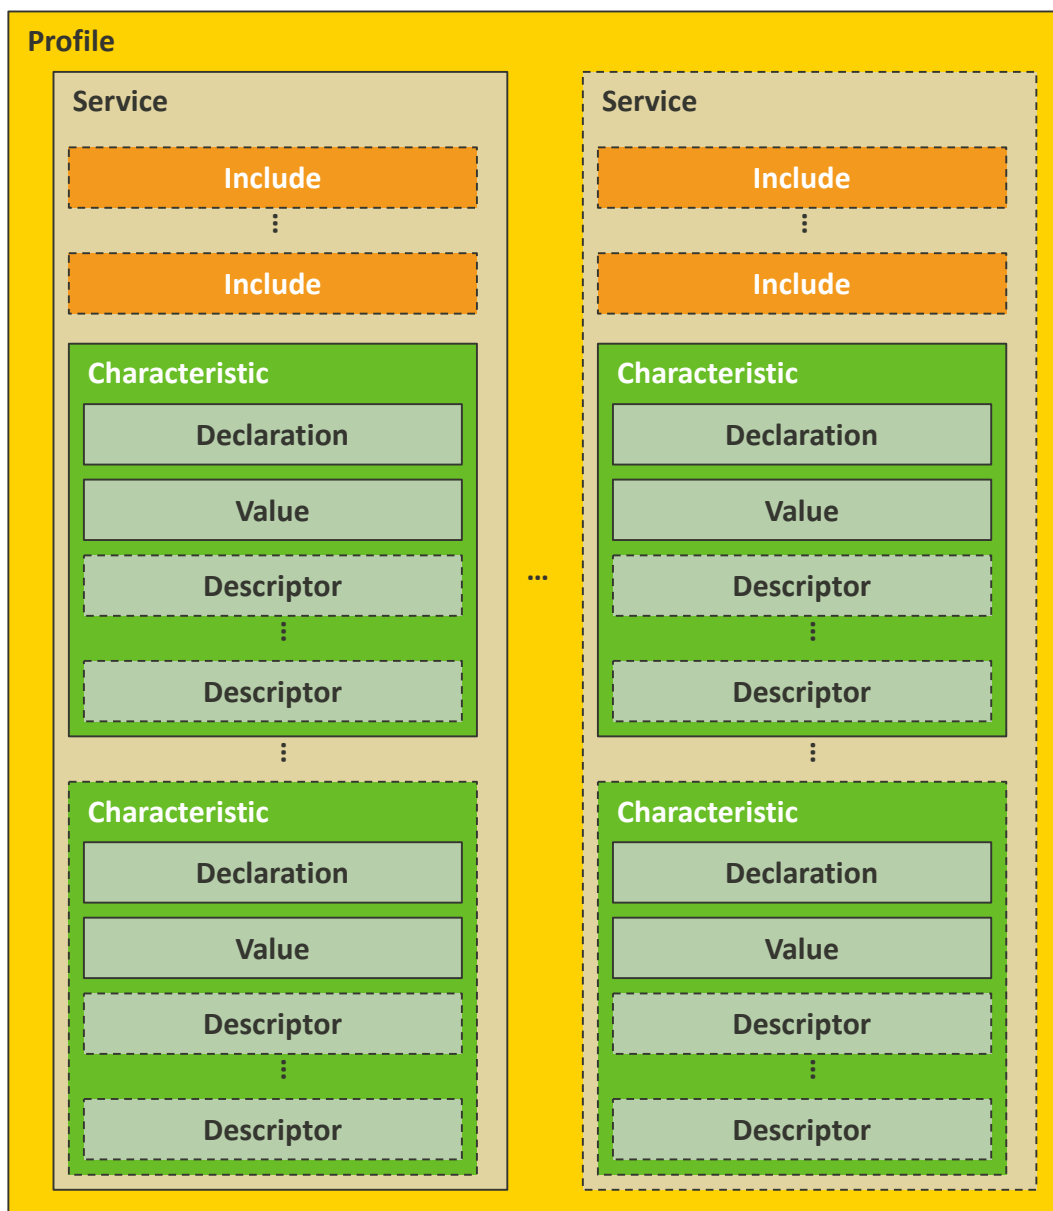 Profile
Service
Include
⋮
Include
Characteristic
Declaration
Value
Descriptor
⋮
Descriptor
⋮
Characteristic
Declaration
Value
Descriptor
⋮
Descriptor
...
Service
Include
⋮
Include
Characteristic
Declaration
Value
Descriptor
⋮
Descriptor
⋮
Characteristic
Declaration
Value
Descriptor
⋮
Descriptor